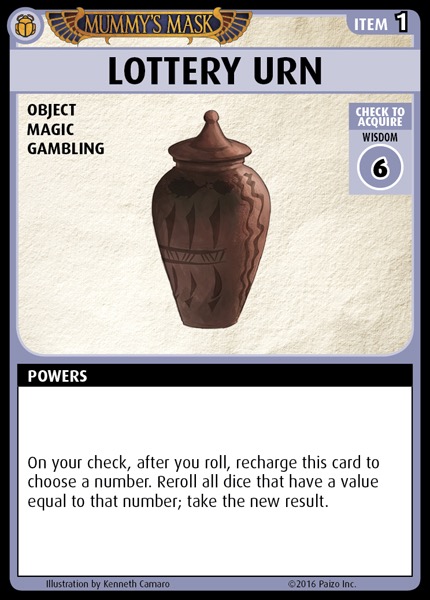 MUMMY'S MASK
ITEM 1
LOTTERY URN
OBJECT
MAGIC
GAMBLING
CHECK TO
ACQUIRE
WISDOM
6
POWERS
On your check, after you roll, recharge this card to
choose a number. Reroll all dice that have a value
equal to that number; take the new result.
Illustration by Kenneth Camaro
©2016 Paizo Inc.